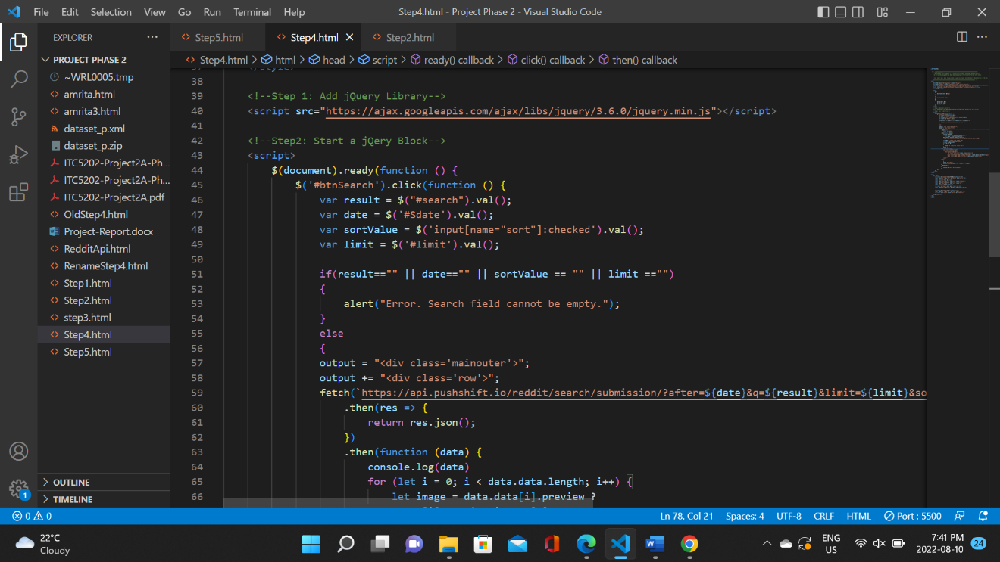 File Edit Selection View Go Run Terminal Help
Step4.html - Project Phase 2 - Visual Studio Code
EXPLORER
Step5.html
Step4.html
Step2.html
Step4.html > html > head > script > ready() callback > click() callback > then() callback
PROJECT PHASE 2
~WRL0005.tmp
amrita.html
amrita3.html
dataset_p.xml
dataset_p.zip
ITC5202-Project2A-Ph...
ITC5202-Project2A-Ph...
ITC5202-Project2A.pdf
OldStep4.html
Project-Report.docx
RedditApi.html
RenameStep4.html
Step1.html
Step2.html
step3.html
Step4.html
Step5.html
OUTLINE
TIMELINE
38
39 <!--Step 1: Add jQuery Library-->
40 <script src="https://ajax.googleapis.com/ajax/libs/jquery/3.6.0/jquery.min.js"></script>
41
42 <!--Step2: Start a jQery Block-->
43 <script>
44 $(document).ready(function () {
45 $('#btnSearch').click(function () {
46 var result = $("#search").val();
47 var date = $('#Sdate').val();
48 var sortValue = $('input[name="sort"]:checked').val();
49 var limit = $('#limit').val();
50
51 if(result=="" || date=="" || sortValue == "" || limit =="")
52 {
53 alert("Error. Search field cannot be empty.");
54 }
55 else
56 {
57 output = "<div class='mainouter'>";
58 output += "<div class='row'>";
59 fetch(`https://api.pushshift.io/reddit/search/submission/?after=${date}&q=${result}&limit=${limit}&so
60 .then(res => {
61 return res.json();
62 })
63 .then(function (data) {
64 console.log(data)
65 for (let i = 0; i < data.data.length; i++) {
66 let image = data.data[i].preview ?
1
0 0
Ln 78, Col 21
Spaces: 4
UTF-8
CRLF
HTML
Port : 5500
22°C
Cloudy
ENG
US
7:41 PM
2022-08-10
24